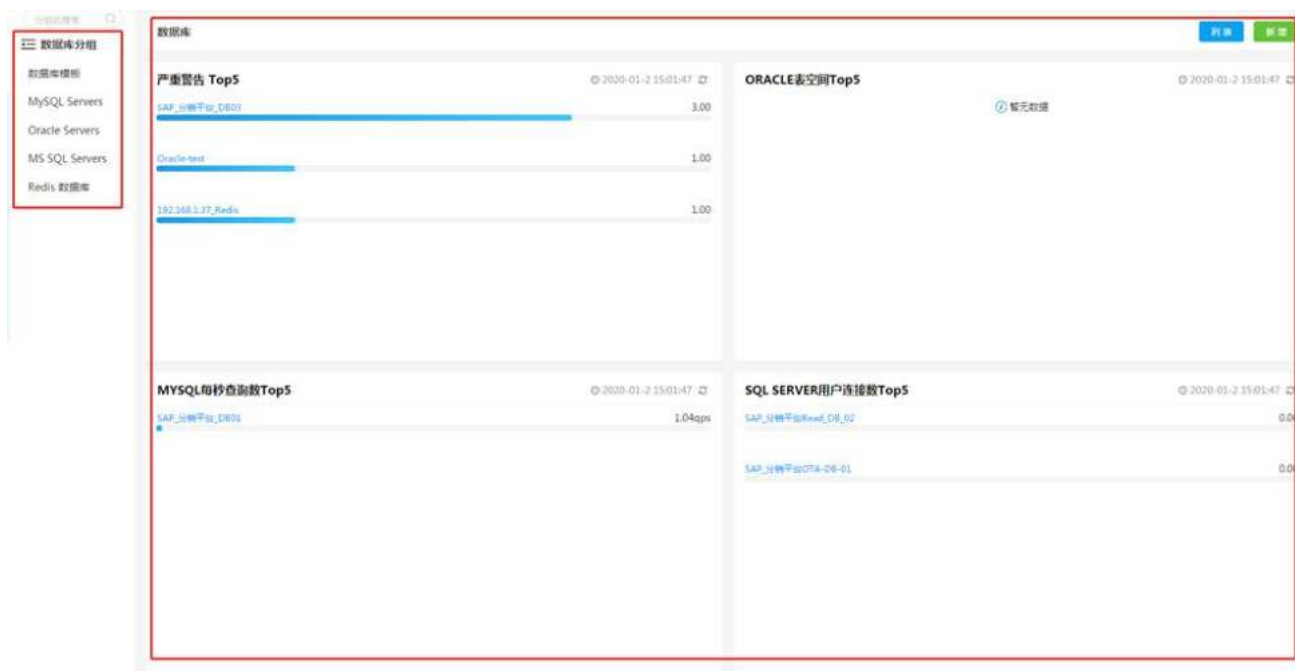 分组名搜索
数据库分组
数据库模板
MySQL Servers
Oracle Servers
MS SQL Servers
Redis 数据库
数据库
列表
新增
严重警告 Top5
2020-01-2 15:01:47
SAP_分销平台_DB03
3.00
Oracle-test
1.00
192.168.1.37_Redis
1.00
ORACLE表空间Top5
2020-01-2 15:01:47
暂无数据
MYSQL每秒查询数Top5
2020-01-2 15:01:47
SAP_分销平台_DB01
1.04qps
SQL SERVER用户连接数Top5
2020-01-2 15:01:47
SAP_分销平台Read_DB_02
0.00
SAP_分销平台OTA-DB-01
0.00